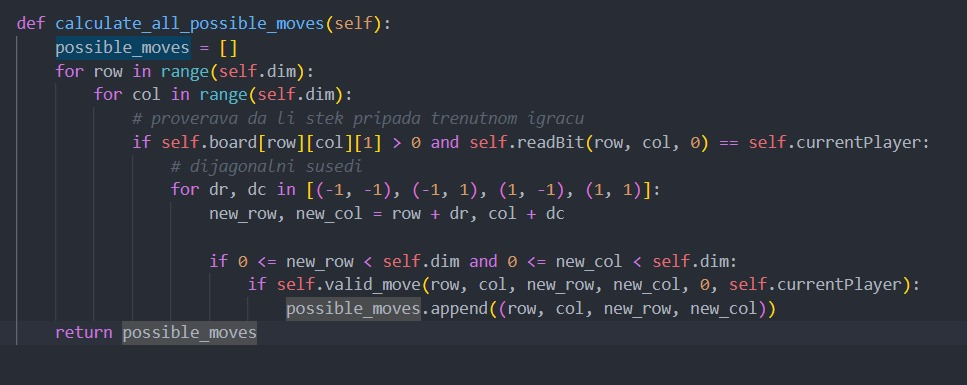 def calculate_all_possible_moves(self):
    possible_moves = []
    for row in range(self.dim):
        for col in range(self.dim):
            # proverava da li stek pripada trenutnom igracu
            if self.board[row][col][1] > 0 and self.readBit(row, col, 0) == self.currentPlayer:
                # dijagonalni susedi
                for dr, dc in [(-1, -1), (-1, 1), (1, -1), (1, 1)]:
                    new_row, new_col = row + dr, col + dc

                    if 0 <= new_row < self.dim and 0 <= new_col < self.dim:
                        if self.valid_move(row, col, new_row, new_col, 0, self.currentPlayer):
                            possible_moves.append((row, col, new_row, new_col))
    return possible_moves